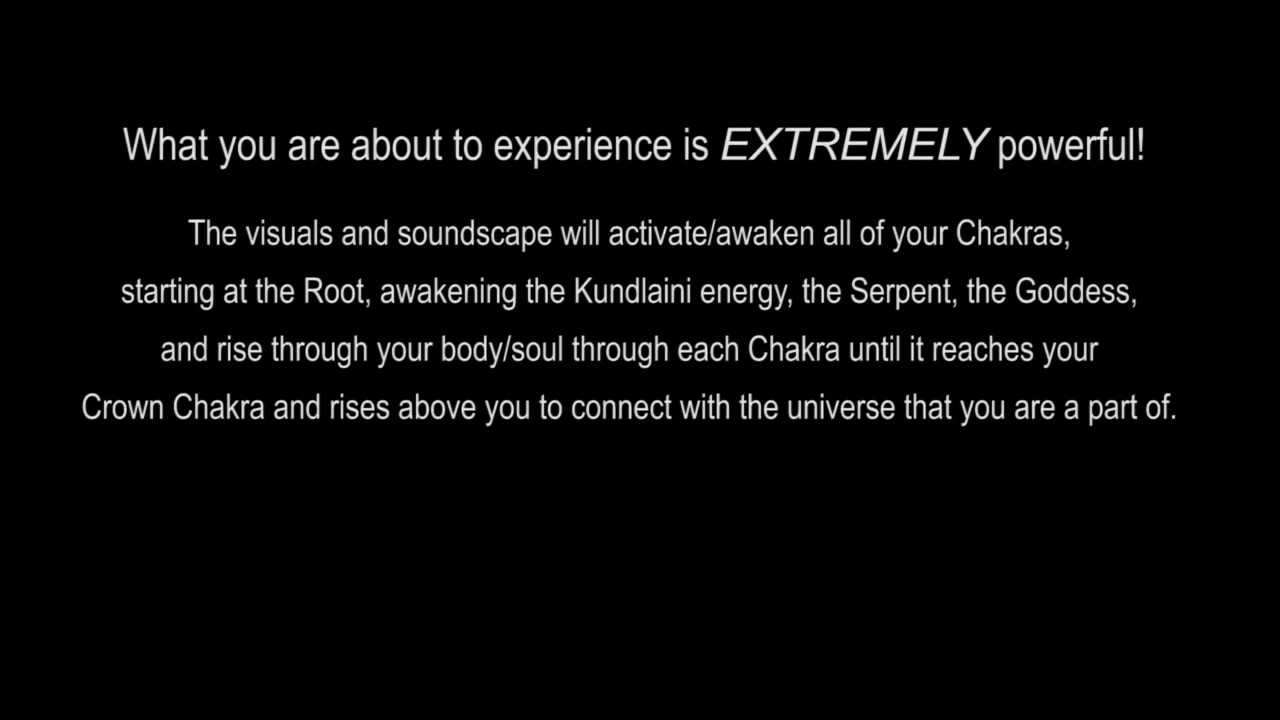 What you are about to experience is EXTREMELY powerful!
The visuals and soundscape will activate/awaken all of your Chakras,
starting at the Root, awakening the Kundlaini energy, the Serpent, the Goddess,
and rise through your body/soul through each Chakra until it reaches your
Crown Chakra and rises above you to connect with the universe that you are a part of.